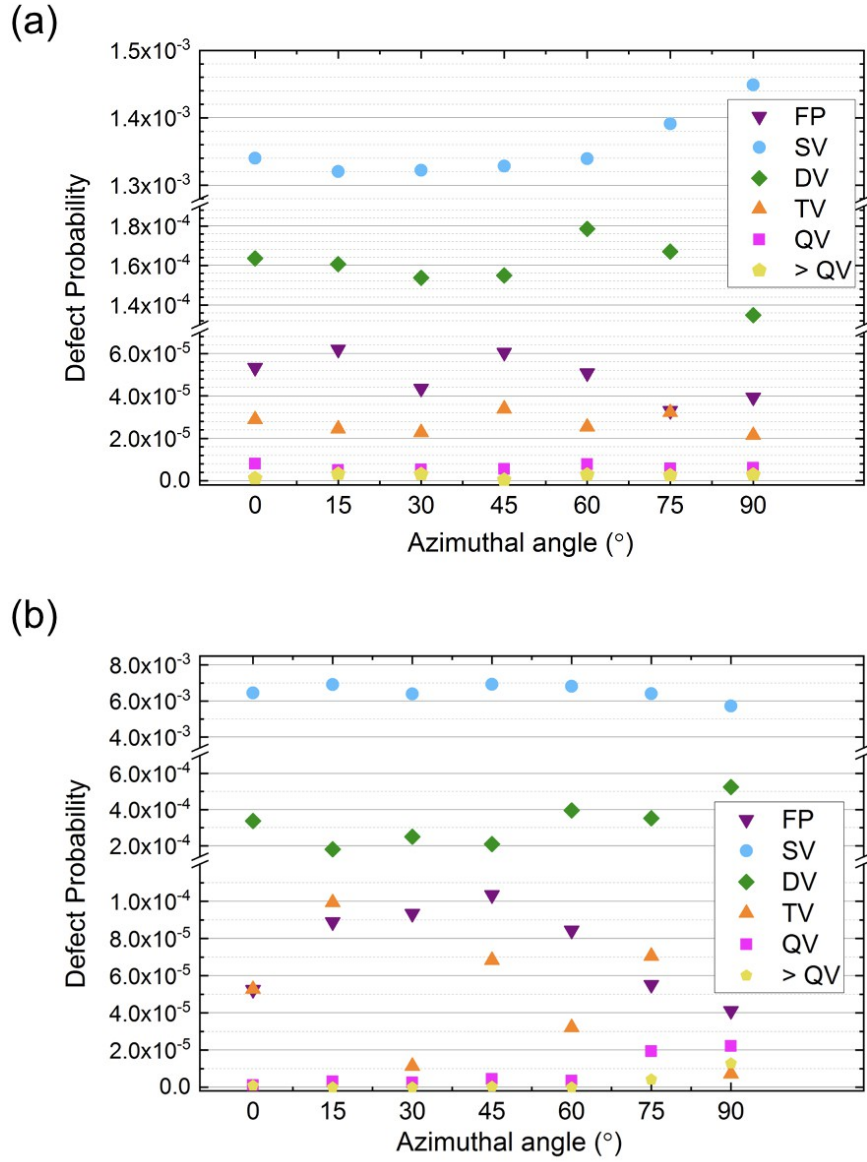 (a)
1.5x10⁻³
1.4x10⁻³
1.3x10⁻³
1.8x10⁻⁴
1.6x10⁻⁴
1.4x10⁻⁴
6.0x10⁻⁵
4.0x10⁻⁵
2.0x10⁻⁵
0.0
Defect Probability
FP
SV
DV
TV
QV
> QV
0 15 30 45 60 75 90
Azimuthal angle (°)
(b)
8.0x10⁻³
6.0x10⁻³
4.0x10⁻³
6.0x10⁻⁴
4.0x10⁻⁴
2.0x10⁻⁴
1.0x10⁻⁴
8.0x10⁻⁵
6.0x10⁻⁵
4.0x10⁻⁵
2.0x10⁻⁵
0.0
Defect Probability
FP
SV
DV
TV
QV
> QV
0 15 30 45 60 75 90
Azimuthal angle (°)